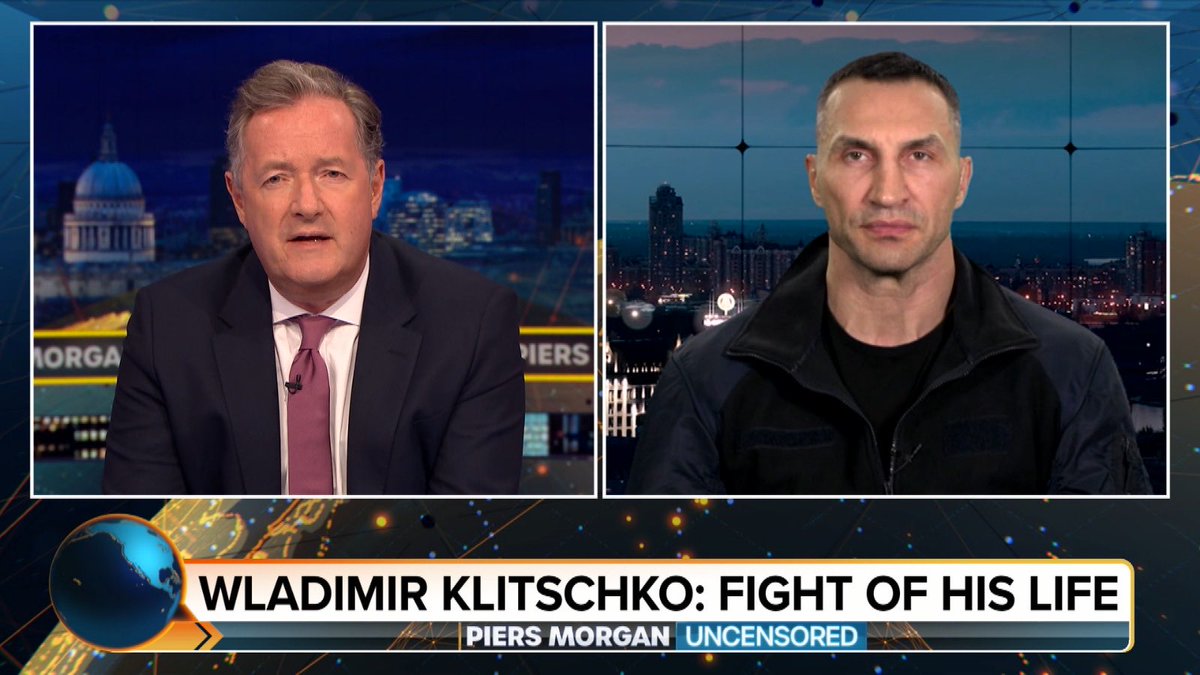 MORGAN
PIERS
WLADIMIR KLITSCHKO: FIGHT OF HIS LIFE
PIERS MORGAN UNCENSORED